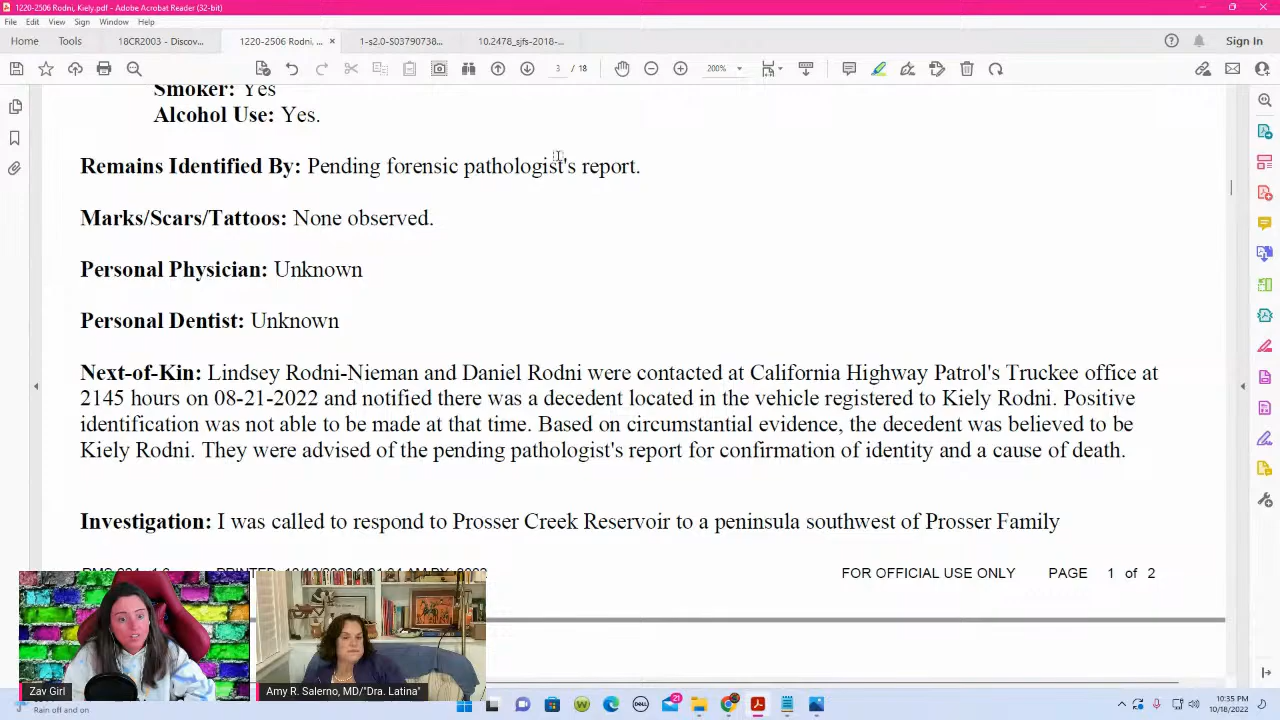 1220-2506 Rodni, Kiely.pdf - Adobe Acrobat Reader (32-bit)
File Edit View Sign Window Help
Home Tools 18CR2003 - Discov... 1220-2506 Rodni, ... × 1-s2.0-S03790738... 10.2478_sjfs-2018-... Sign In
3 / 18 200%
Smoker: Yes
Alcohol Use: Yes.
Remains Identified By: Pending forensic pathologist's report.
Marks/Scars/Tattoos: None observed.
Personal Physician: Unknown
Personal Dentist: Unknown
Next-of-Kin: Lindsey Rodni-Nieman and Daniel Rodni were contacted at California Highway Patrol's Truckee office at
2145 hours on 08-21-2022 and notified there was a decedent located in the vehicle registered to Kiely Rodni. Positive
identification was not able to be made at that time. Based on circumstantial evidence, the decedent was believed to be
Kiely Rodni. They were advised of the pending pathologist's report for confirmation of identity and a cause of death.
Investigation: I was called to respond to Prosser Creek Reservoir to a peninsula southwest of Prosser Family
FOR OFFICIAL USE ONLY PAGE 1 of 2
Zav Girl
Amy R. Salerno, MD/"Dra. Latina"
Rain off and on
DELL
21
10:35 PM
10/18/2022